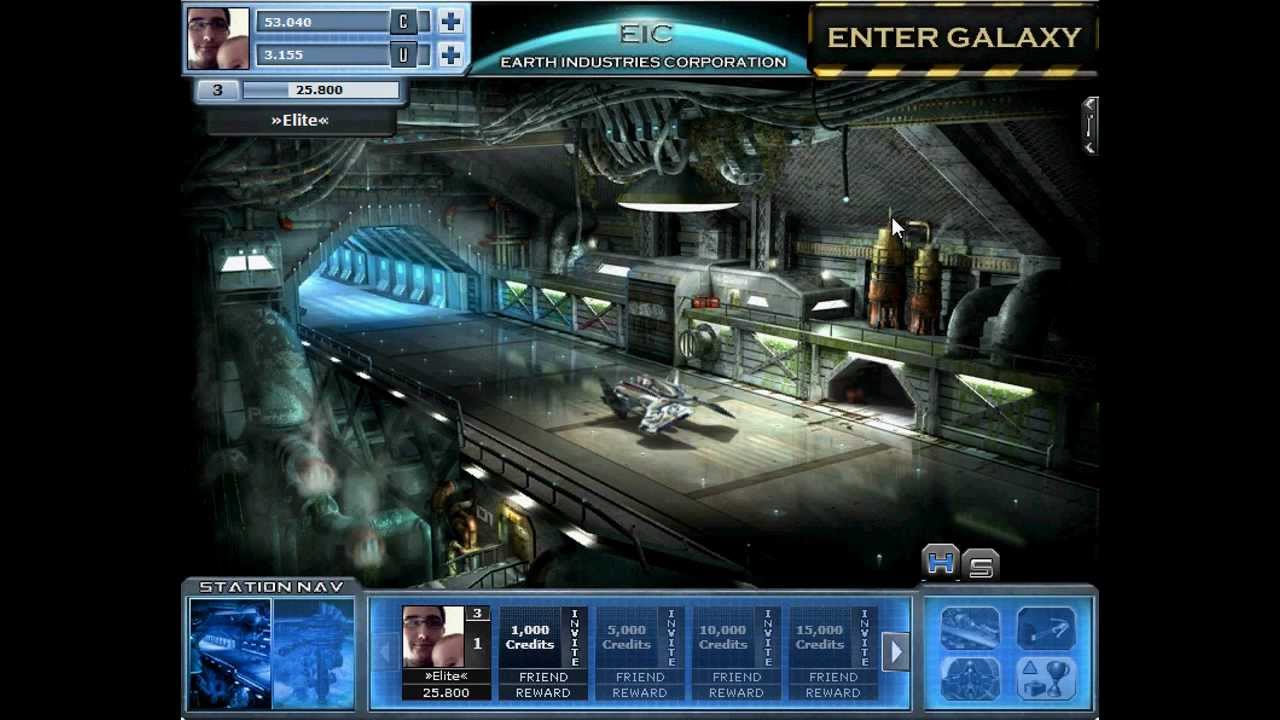 53.040 C
3.155 U
3 25.800
»Elite«
EIC
EARTH INDUSTRIES CORPORATION
ENTER GALAXY
01
H S
STATION NAV
3
1
»Elite«
25.800
1,000
Credits
INVITE
FRIEND
REWARD
5,000
Credits
INVITE
FRIEND
REWARD
10,000
Credits
INVITE
FRIEND
REWARD
15,000
Credits
INVITE
FRIEND
REWARD